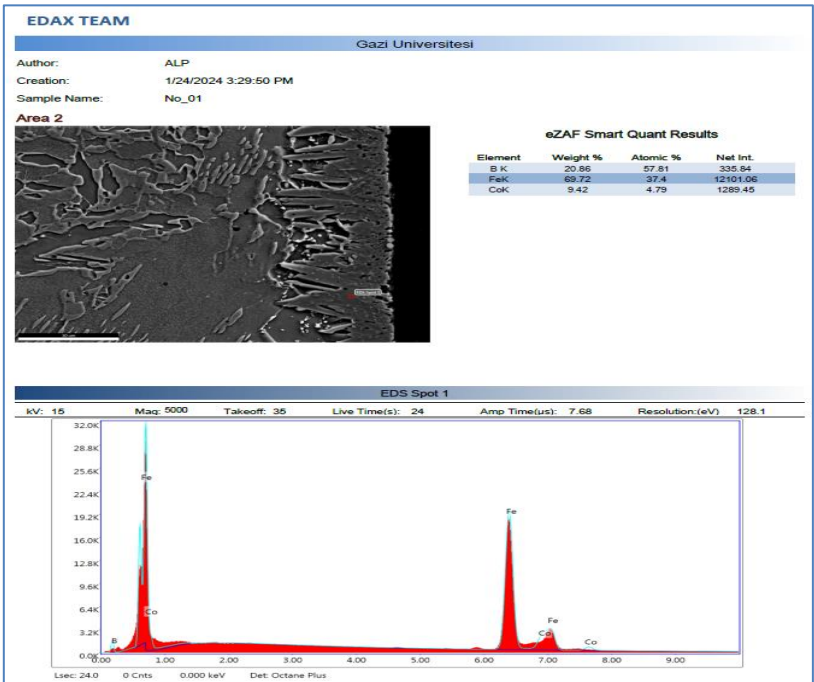 EDAX TEAM
Gazi Universitesi
Author: ALP
Creation: 1/24/2024 3:29:50 PM
Sample Name: No_01
Area 2
eZAF Smart Quant Results
Element Weight % Atomic % Net Int.
B K 20.86 57.81 335.84
FeK 69.72 37.4 12101.06
CoK 9.42 4.79 1289.45
EDS Spot 1
kV: 15 Mag: 5000 Takeoff: 35 Live Time(s): 24 Amp Time(µs): 7.68 Resolution:(eV) 128.1
32.0K
28.8K
25.6K
22.4K
19.2K
16.0K
12.8K
9.6K
6.4K
3.2K
0.0K
Fe
Co
B
Fe
Fe
Co
Co
0.00 1.00 2.00 3.00 4.00 5.00 6.00 7.00 8.00 9.00
Lsec: 24.0 0 Cnts 0.000 keV Det: Octane Plus